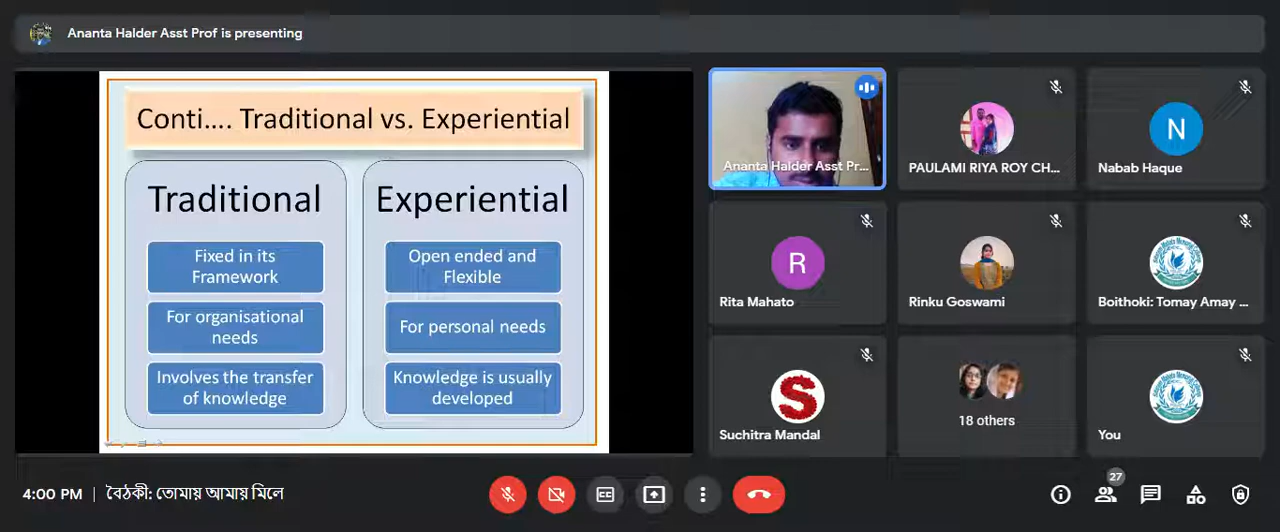 Ananta Halder Asst Prof is presenting
Conti.... Traditional vs. Experiential
Traditional
Fixed in its
Framework
For organisational
needs
Involves the transfer
of knowledge
Experiential
Open ended and
Flexible
For personal needs
Knowledge is usually
developed
Ananta Halder Asst Pr...
PAULAMI RIYA ROY CH...
N
Nabab Haque
R
Rita Mahato
Rinku Goswami
Boithoki: Tomay Amay ...
S
Suchitra Mandal
18 others
You
4:00 PM | বৈঠকী: তোমায় আমায় মিলে
CC
27